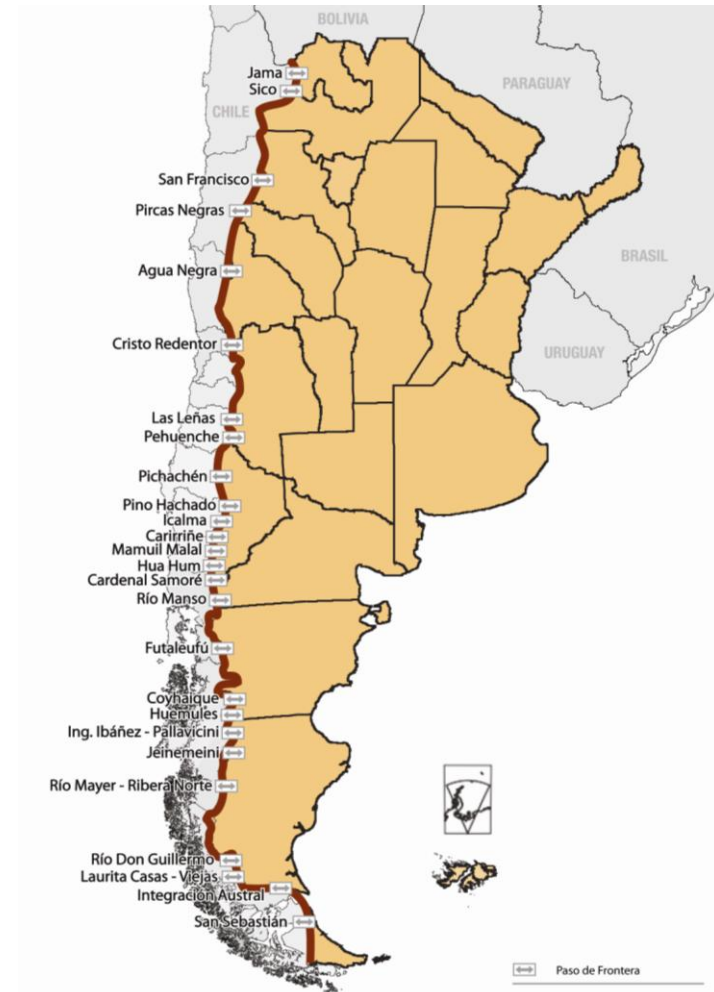 BOLIVIA
Jama
Sico
PARAGUAY
CHILE
San Francisco
Pircas Negras
BRASIL
Agua Negra
Cristo Redentor
URUGUAY
Las Leñas
Pehuenche
Pichachén
Pino Hachado
Icalma
Carirriñe
Mamuil Malal
Hua Hum
Cardenal Samoré
Río Manso
Futaleufú
Coyhaique
Huemules
Ing. Ibáñez - Pallavicini
Jeinemeini
Río Mayer - Ribera Norte
Río Don Guillermo
Laurita Casas - Viejas
Integración Austral
San Sebastián
Paso de Frontera